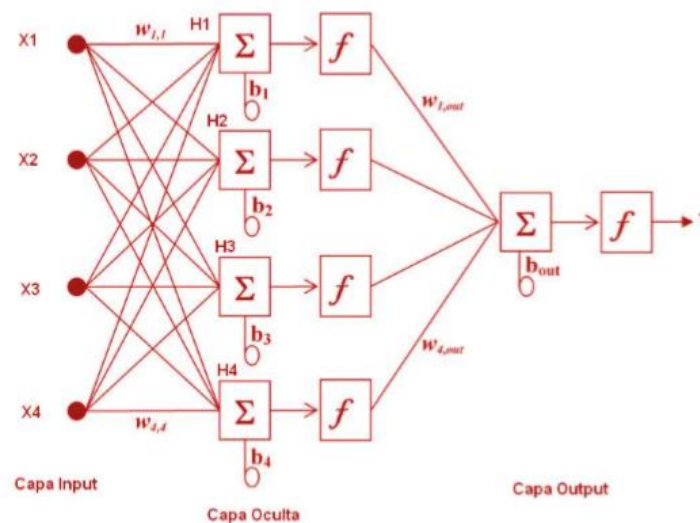 X1
w1,1
H1
Σ
f
b1
w1,out
X2
H2
Σ
f
b2
Σ
f
bout
X3
H3
Σ
f
b3
w4,out
X4
w4,4
H4
Σ
f
b4
Capa Input
Capa Oculta
Capa Output